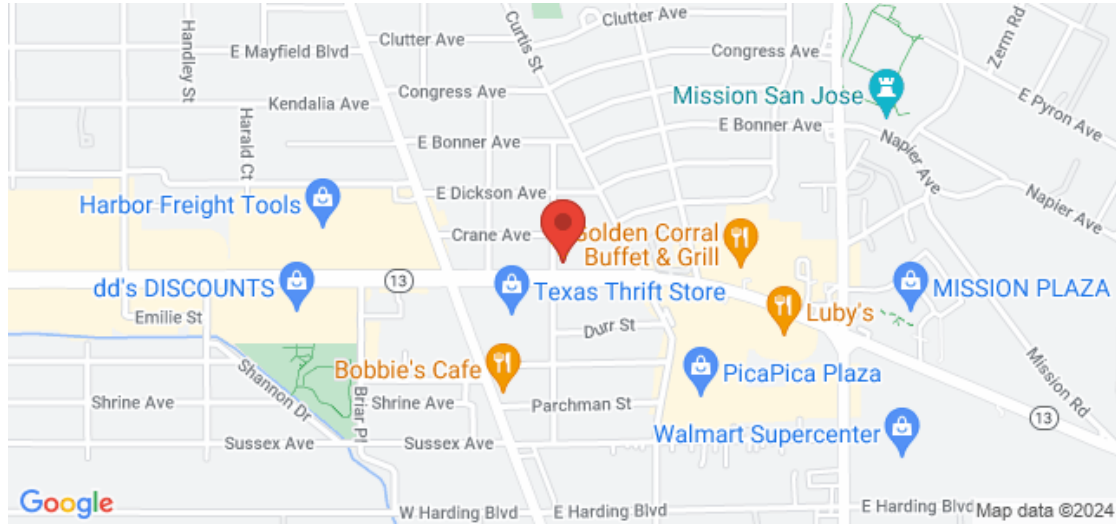 Handley St
E Mayfield Blvd
Clutter Ave
Clutter Ave
Curtis St
Congress Ave
Zerm Rd
Kendalia Ave
Congress Ave
Mission San Jose
E Pyron Ave
Harald Ct
E Bonner Ave
E Bonner Ave
Napier Ave
Napier Ave
E Dickson Ave
Harbor Freight Tools
Crane Ave
Golden Corral
Buffet & Grill
13
dd's DISCOUNTS
Texas Thrift Store
MISSION PLAZA
Emilie St
Luby's
Durr St
Bobbie's Cafe
PicaPica Plaza
Mission Rd
Shannon Dr
Briar Pl
Shrine Ave
Shrine Ave
Parchman St
13
Sussex Ave
Sussex Ave
Walmart Supercenter
Google
W Harding Blvd
E Harding Blvd
E Harding Blvd
Map data ©2024